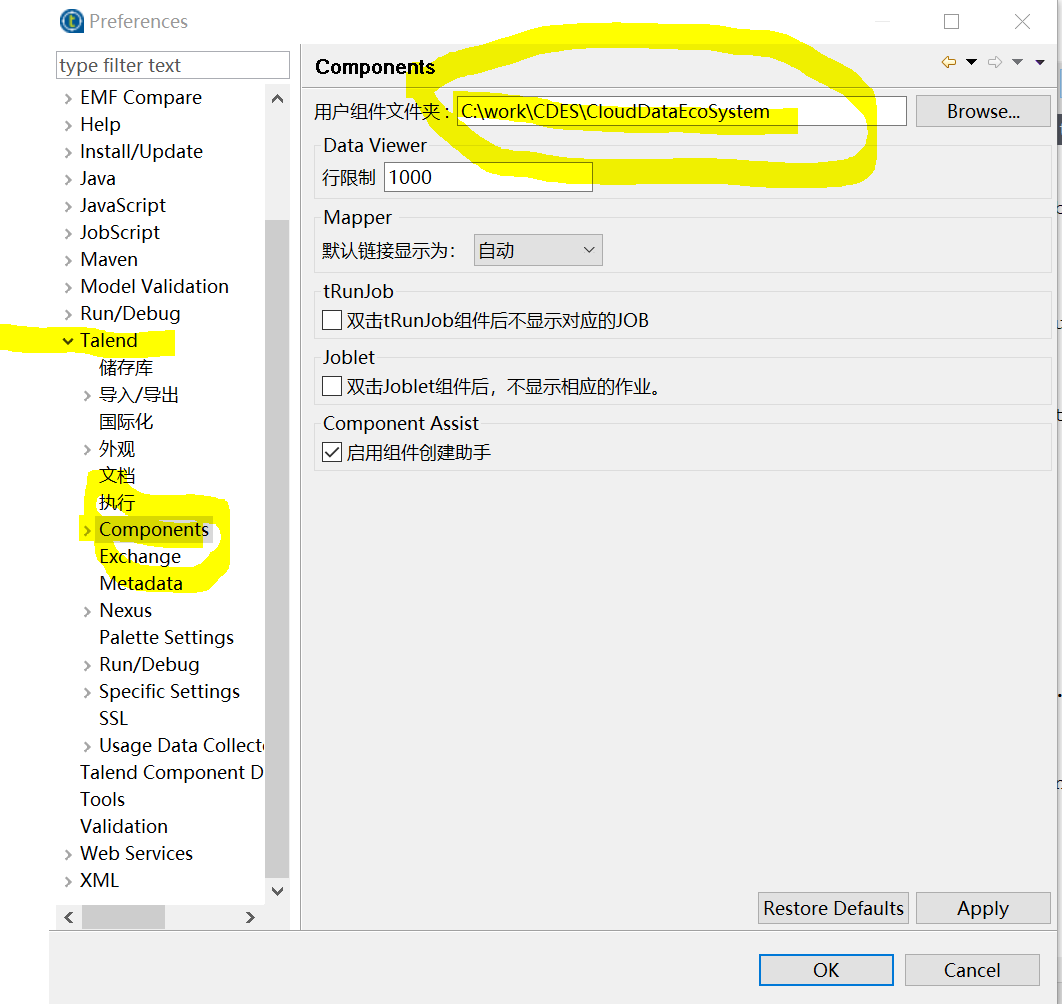 Preferences
type filter text
EMF Compare
Help
Install/Update
Java
JavaScript
JobScript
Maven
Model Validation
Run/Debug
Talend
储存库
导入/导出
国际化
外观
文档
执行
Components
Exchange
Metadata
Nexus
Palette Settings
Run/Debug
Specific Settings
SSL
Usage Data Collect
Talend Component D
Tools
Validation
Web Services
XML
Components
用户组件文件夹: C:\work\CDES\CloudDataEcoSystem Browse...
Data Viewer
行限制 1000
Mapper
默认链接显示为: 自动
tRunJob
双击tRunJob组件后不显示对应的JOB
Joblet
双击Joblet组件后，不显示相应的作业。
Component Assist
启用组件创建助手
Restore Defaults Apply
OK Cancel